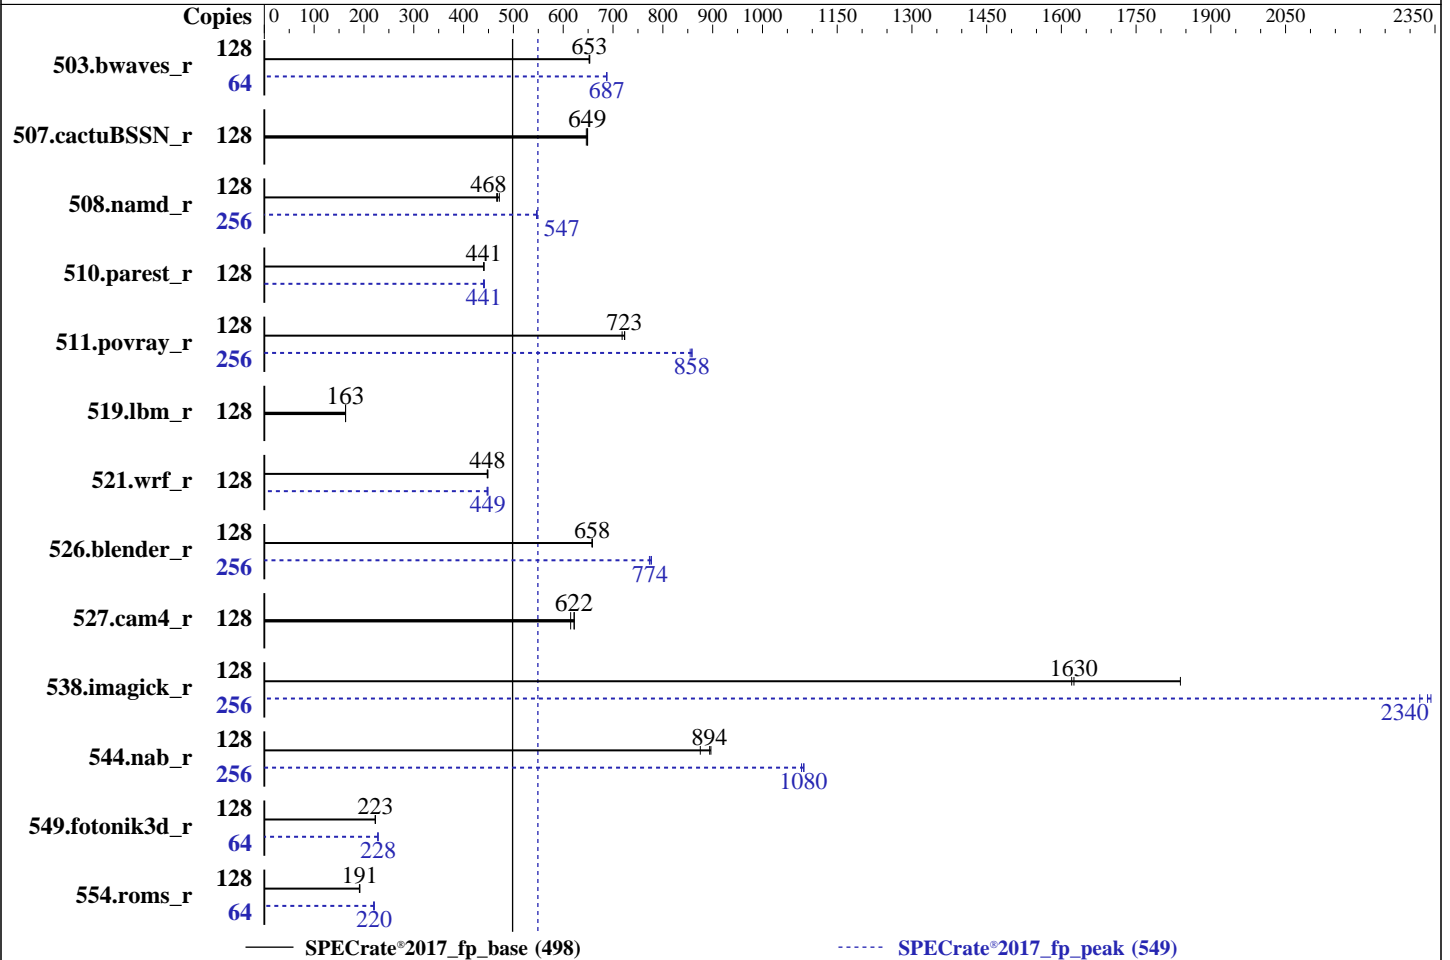 Copies 0 100 200 300 400 500 600 700 800 900 1000 1150 1300 1450 1600 1750 1900 2050 2350
503.bwaves_r 128 653
64 687
507.cactuBSSN_r 128 649
508.namd_r 128 468
256 547
510.parest_r 128 441
441
511.povray_r 128 723
256 858
519.lbm_r 128 163
521.wrf_r 128 448
449
526.blender_r 128 658
256 774
527.cam4_r 128 622
538.imagick_r 128 1630
256 2340
544.nab_r 128 894
256 1080
549.fotonik3d_r 128 223
64 228
554.roms_r 128 191
64 220
SPECrate®2017_fp_base (498) SPECrate®2017_fp_peak (549)